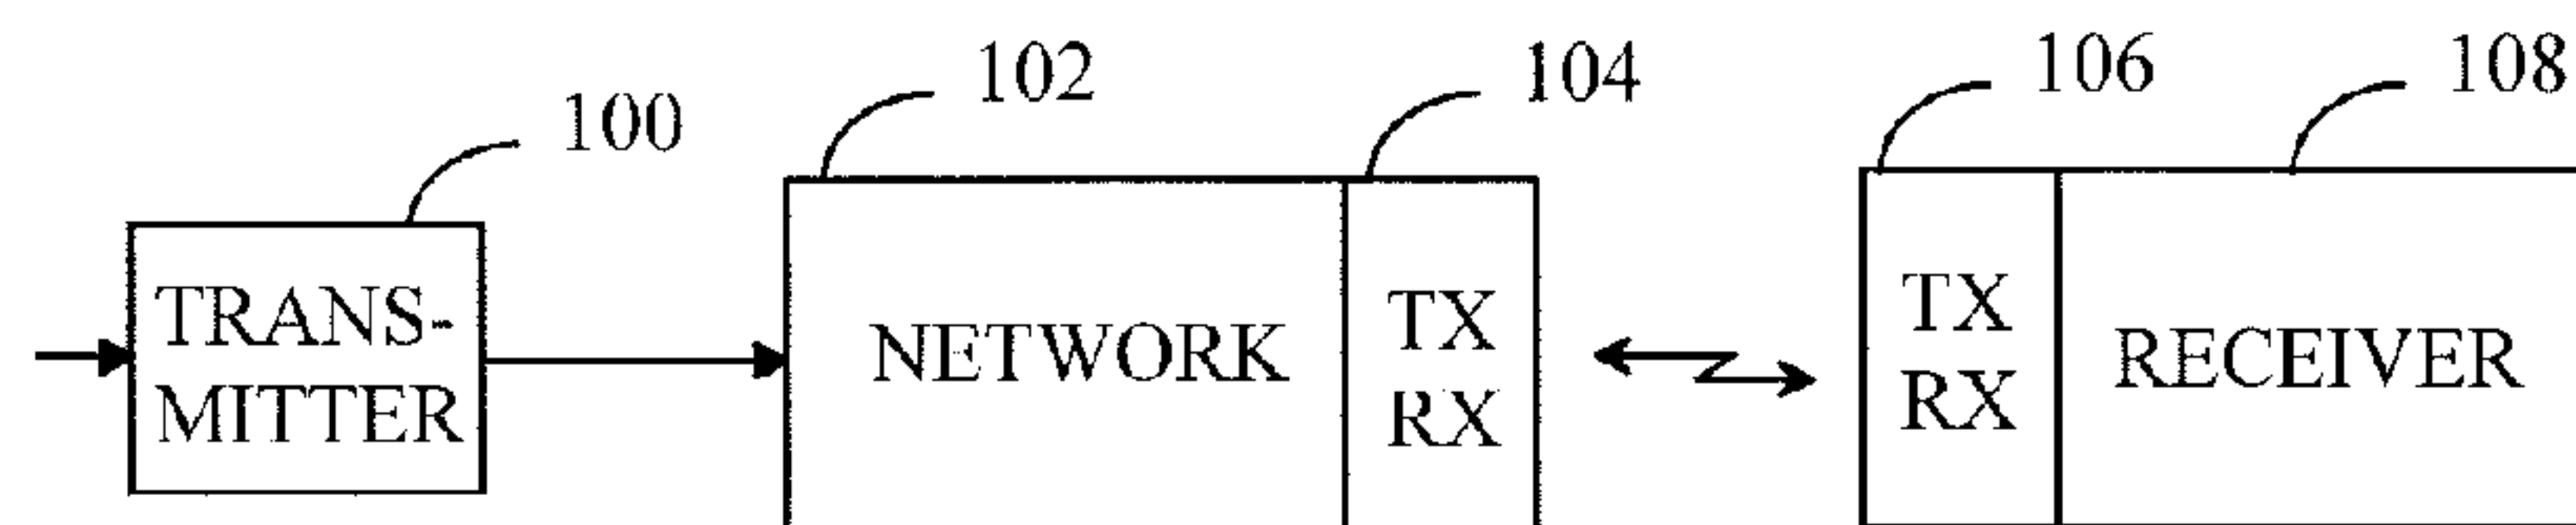 100
102
104
106
108
TRANS-
MITTER
NETWORK
TX
RX
TX
RX
RECEIVER